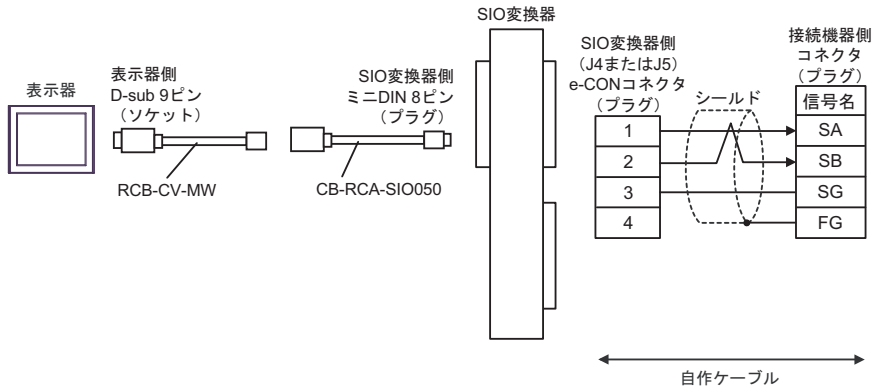 SIO変換器
表示器
表示器側
D-sub 9ピン
（ソケット）
RCB-CV-MW
SIO変換器側
ミニDIN 8ピン
（プラグ）
CB-RCA-SIO050
SIO変換器側
（J4またはJ5）
e-CONコネクタ
（プラグ）
シールド
接続機器側
コネクタ
（プラグ）
信号名
1
SA
2
SB
3
SG
4
FG
自作ケーブル